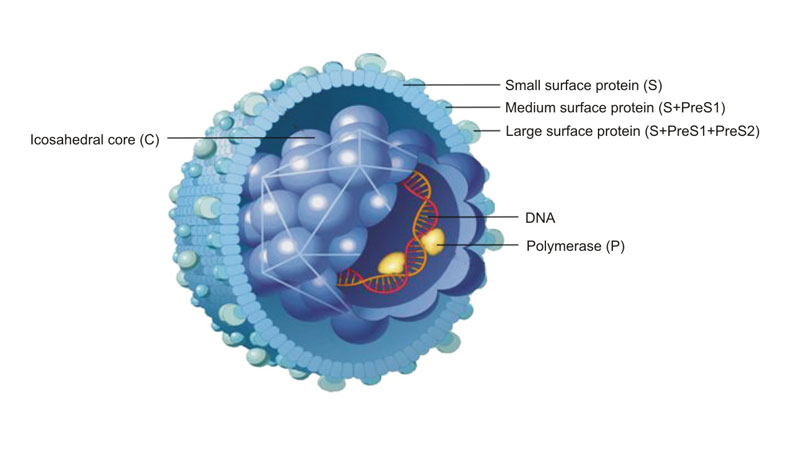 Small surface protein (S)
Medium surface protein (S+PreS1)
Large surface protein (S+PreS1+PreS2)
Icosahedral core (C)
DNA
Polymerase (P)